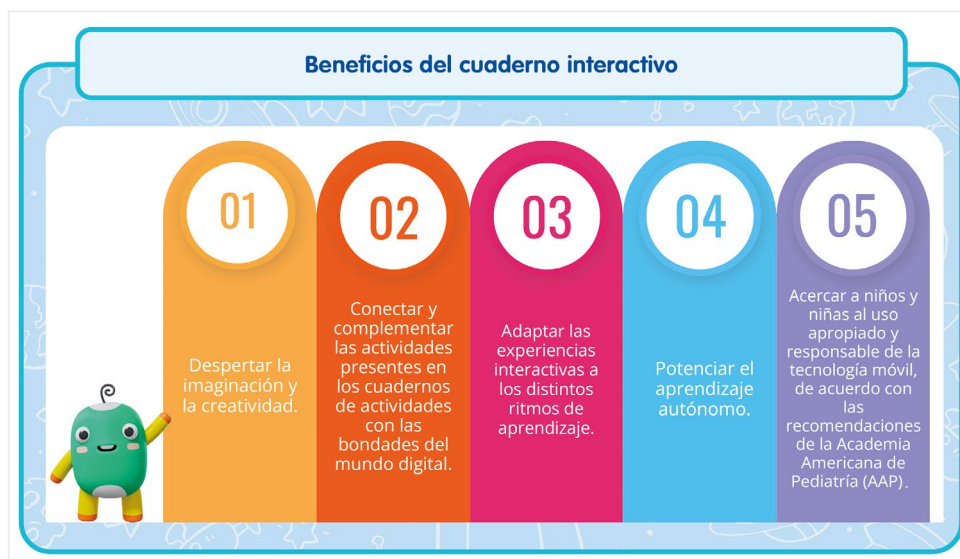 Beneficios del cuaderno interactivo
01
Despertar la
imaginación y
la creatividad.
02
Conectar y
complementar
las actividades
presentes en
los cuadernos
de actividades
con las
bondades del
mundo digital.
03
Adaptar las
experiencias
interactivas a
los distintos
ritmos de
aprendizaje.
04
Potenciar el
aprendizaje
autónomo.
05
Acercar a niños y
niñas al uso
apropiado y
responsable de la
tecnología móvil,
de acuerdo con
las
recomendaciones
de la Academia
Americana de
Pediatría (AAP).